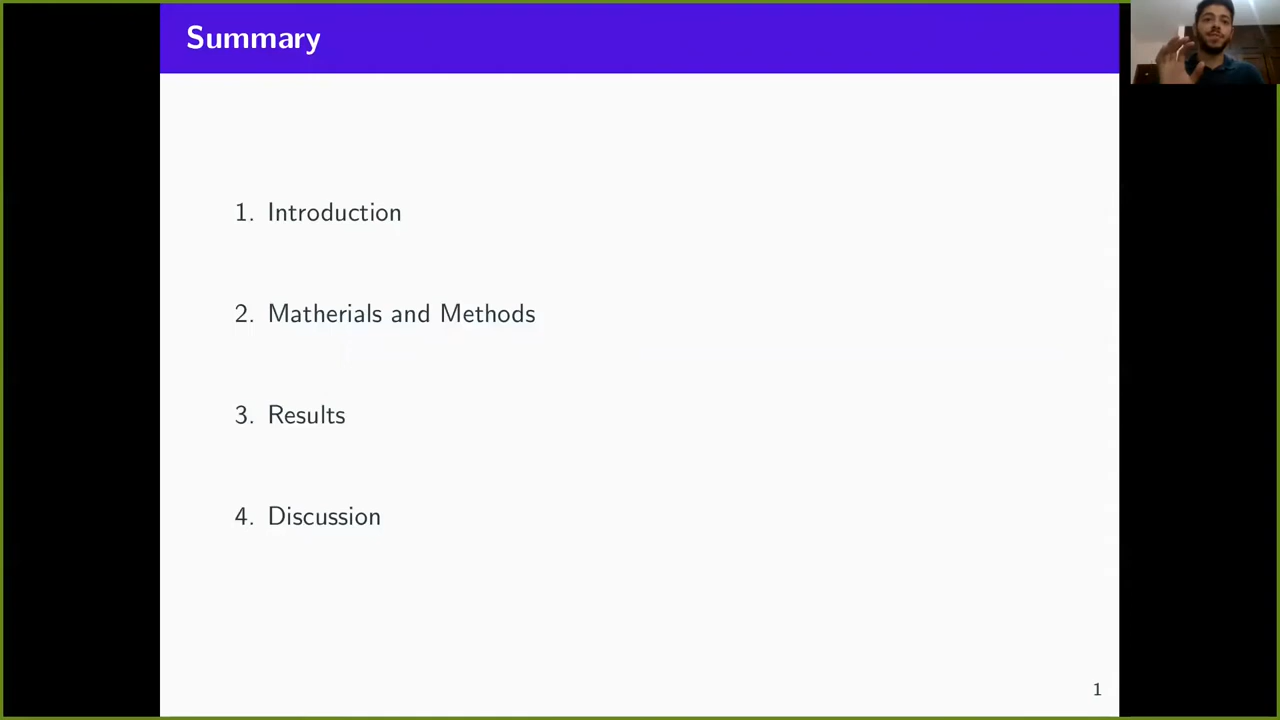 Summary
1. Introduction
2. Matherials and Methods
3. Results
4. Discussion
1